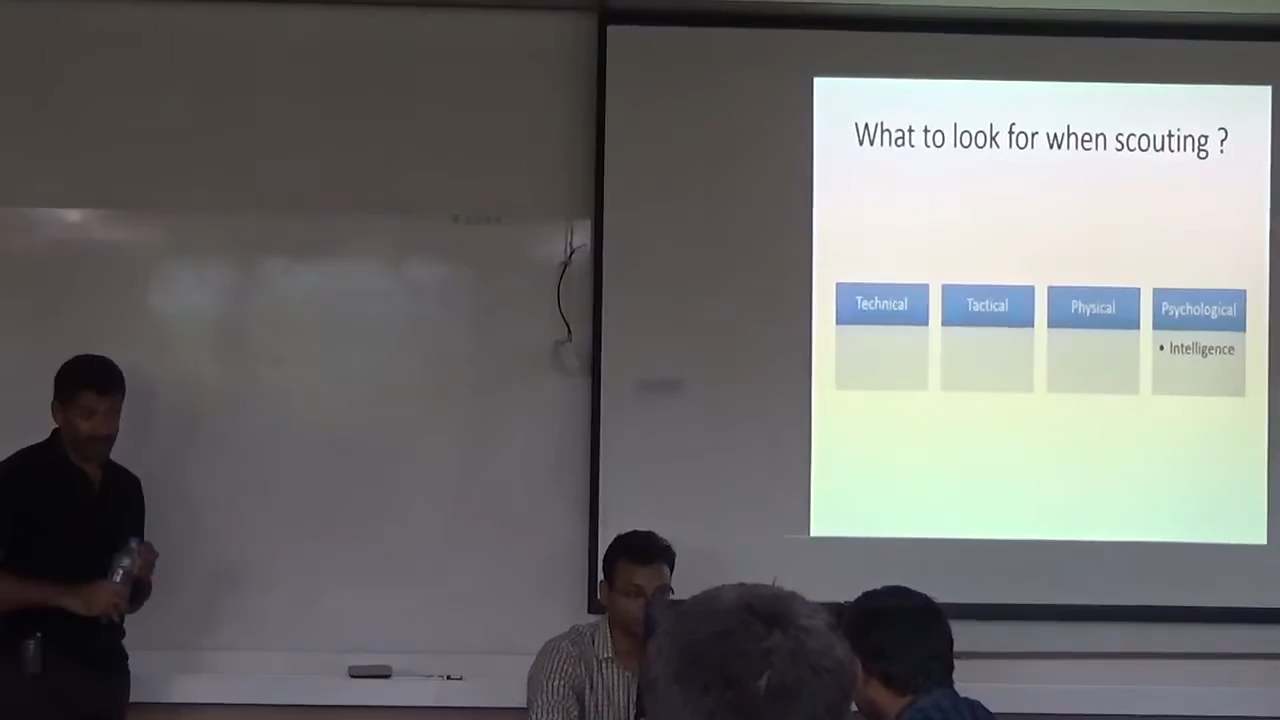 What to look for when scouting ?
Technical
Tactical
Physical
Psychological
• Intelligence